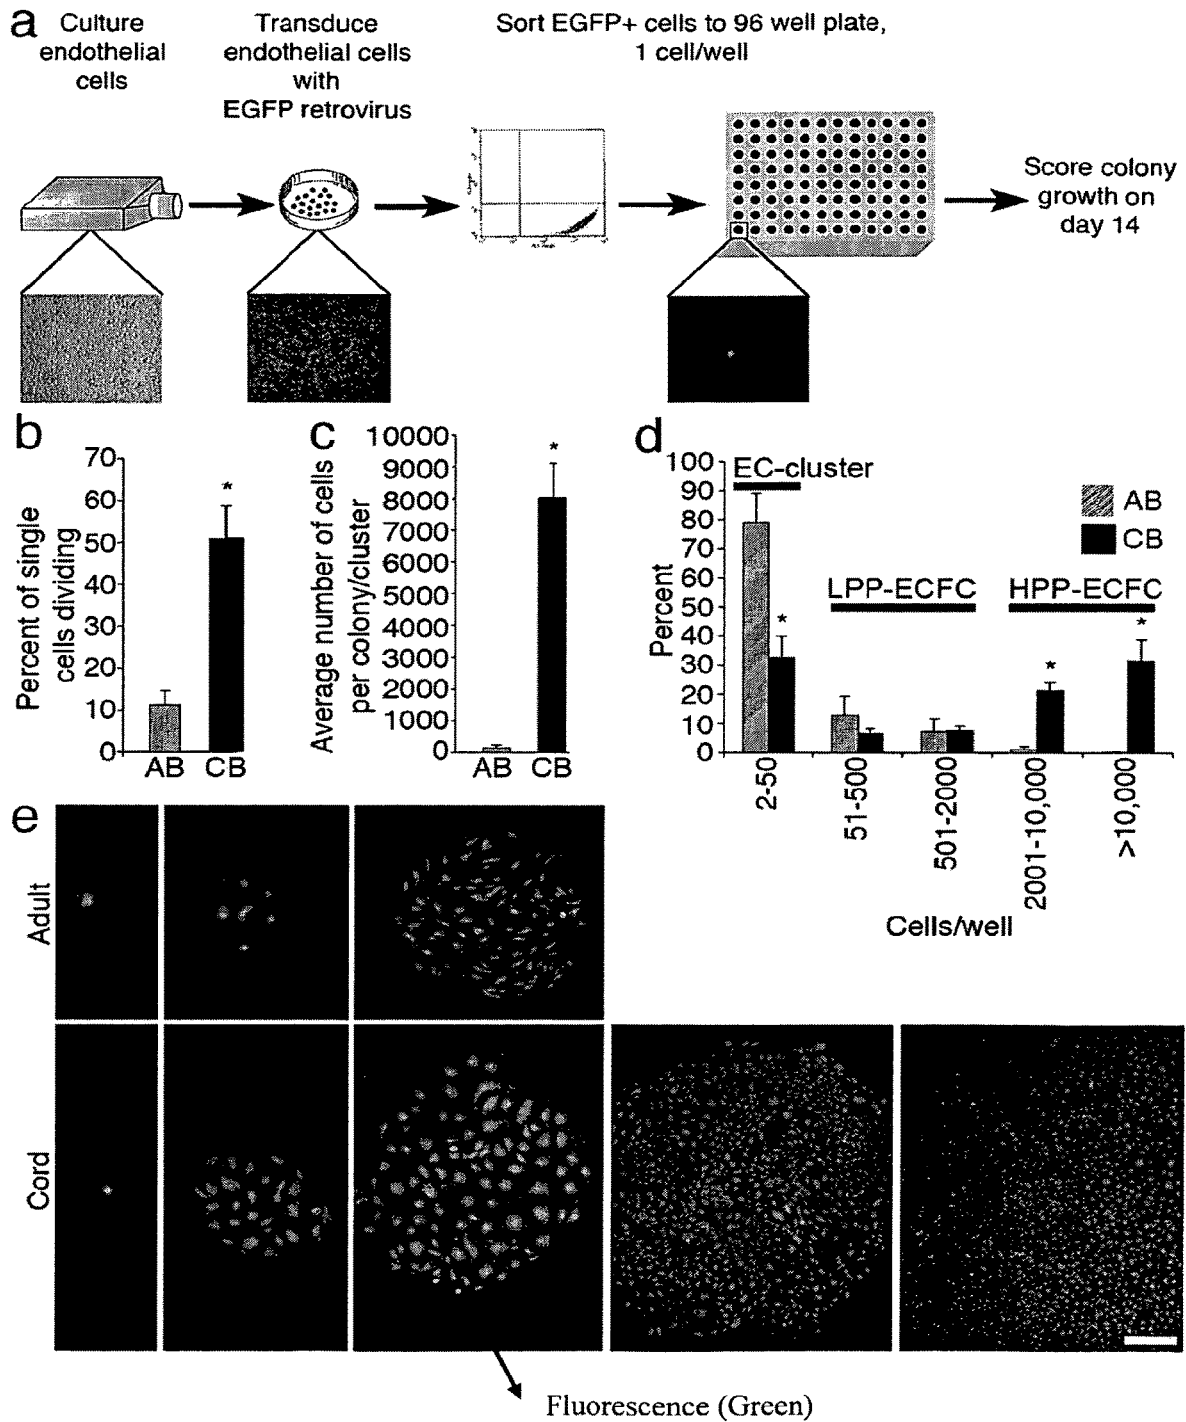 a
Culture
endothelial
cells
Transduce
endothelial cells
with
EGFP retrovirus
Sort EGFP+ cells to 96 well plate,
1 cell/well
Score colony
growth on
day 14
b
Percent of single
cells dividing
70
60
50
40
30
20
10
0
*
AB CB
c
Average number of cells
per colony/cluster
10000
9000
8000
7000
6000
5000
4000
3000
2000
1000
0
*
AB CB
d
Percent
100
90
80
70
60
50
40
30
20
10
0
EC-cluster
LPP-ECFC
HPP-ECFC
AB
CB
*
*
*
2-50
51-500
501-2000
2001-10,000
>10,000
Cells/well
e
Adult
Cord
Fluorescence (Green)